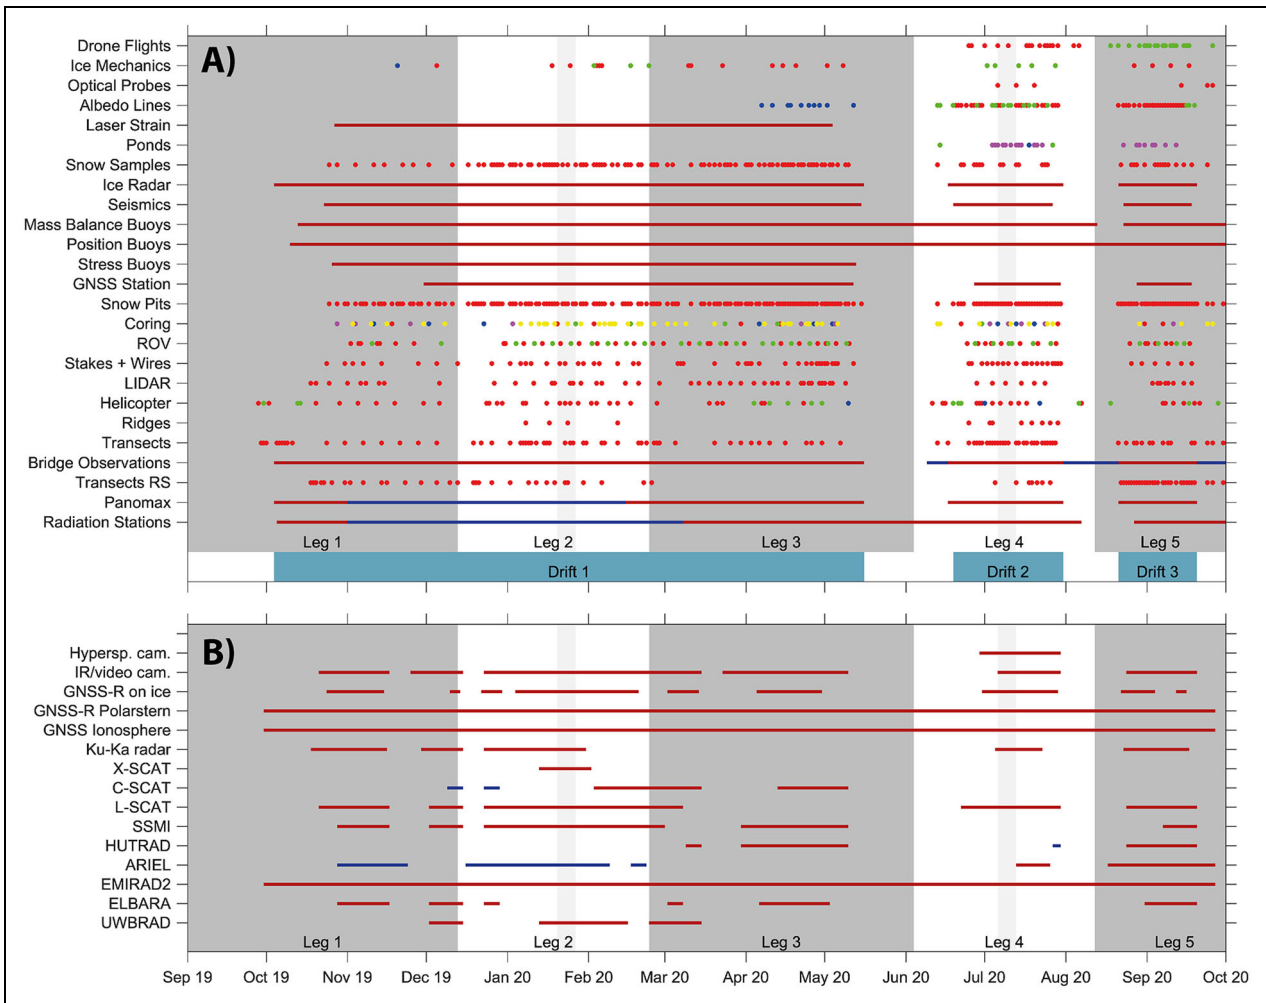 A)
Drone Flights
Ice Mechanics
Optical Probes
Albedo Lines
Laser Strain
Ponds
Snow Samples
Ice Radar
Seismics
Mass Balance Buoys
Position Buoys
Stress Buoys
GNSS Station
Snow Pits
Coring
ROV
Stakes + Wires
LIDAR
Helicopter
Ridges
Transects
Bridge Observations
Transects RS
Panomax
Radiation Stations
Leg 1 Leg 2 Leg 3 Leg 4 Leg 5
Drift 1 Drift 2 Drift 3
B)
Hypersp. cam.
IR/video cam.
GNSS-R on ice
GNSS-R Polarstern
GNSS Ionosphere
Ku-Ka radar
X-SCAT
C-SCAT
L-SCAT
SSMI
HUTRAD
ARIEL
EMIRAD2
ELBARA
UWBRAD
Leg 1 Leg 2 Leg 3 Leg 4 Leg 5
Sep 19 Oct 19 Nov 19 Dec 19 Jan 20 Feb 20 Mar 20 Apr 20 May 20 Jun 20 Jul 20 Aug 20 Sep 20 Oct 20